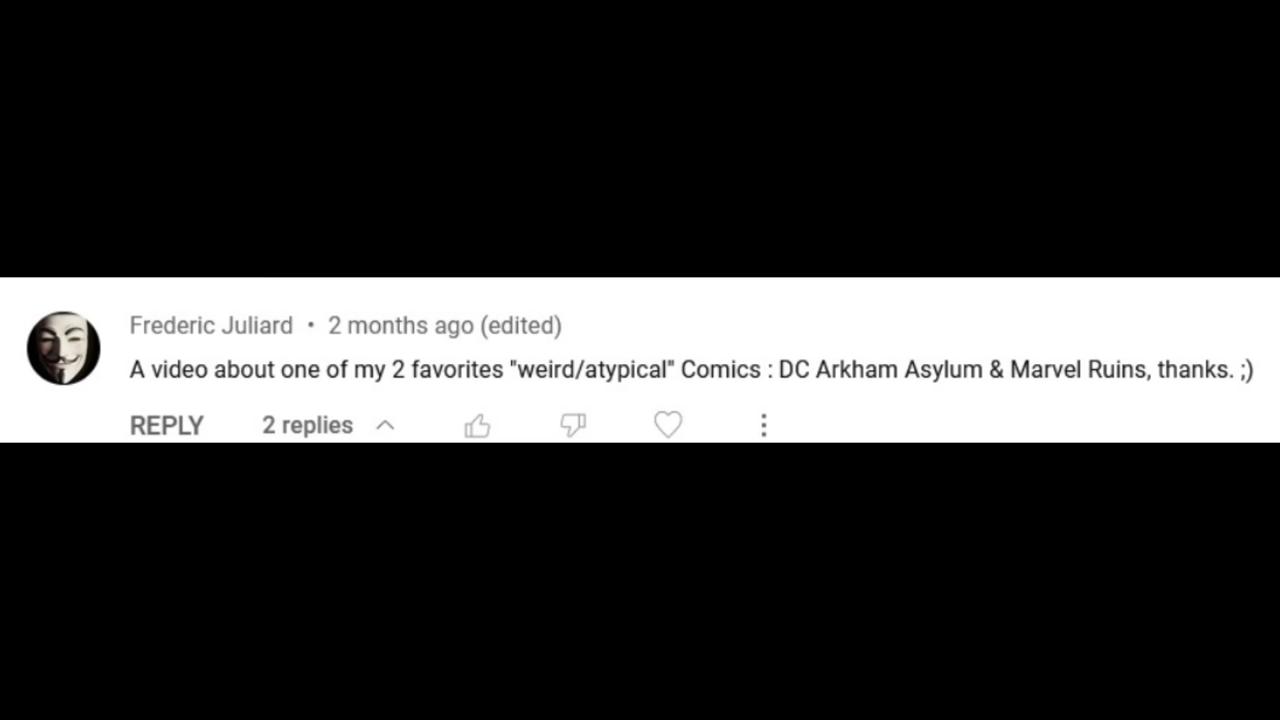 Frederic Juliard • 2 months ago (edited)
A video about one of my 2 favorites "weird/atypical" Comics : DC Arkham Asylum & Marvel Ruins, thanks. ;)
REPLY 2 replies